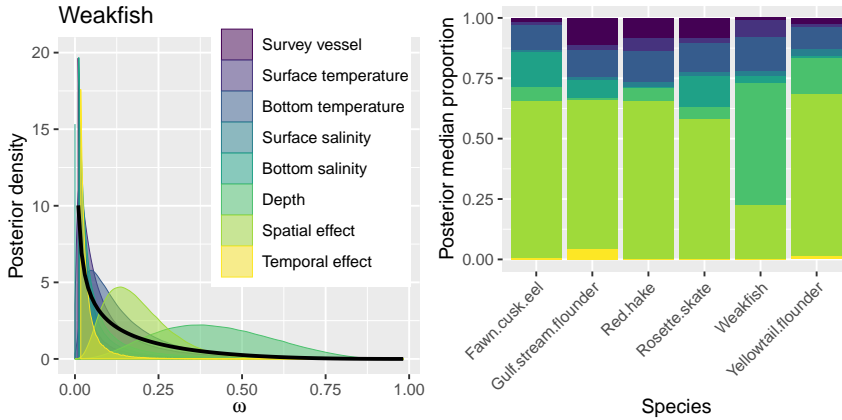 Weakfish
Posterior density
20
15
10
5
0
0.00 0.25 0.50 0.75 1.00
ω
Survey vessel
Surface temperature
Bottom temperature
Surface salinity
Bottom salinity
Depth
Spatial effect
Temporal effect
Posterior median proportion
1.00
0.75
0.50
0.25
0.00
Fawn.cusk.eel
Gulf.stream.flounder
Red.hake
Rosette.skate
Weakfish
Yellowtail.flounder
Species